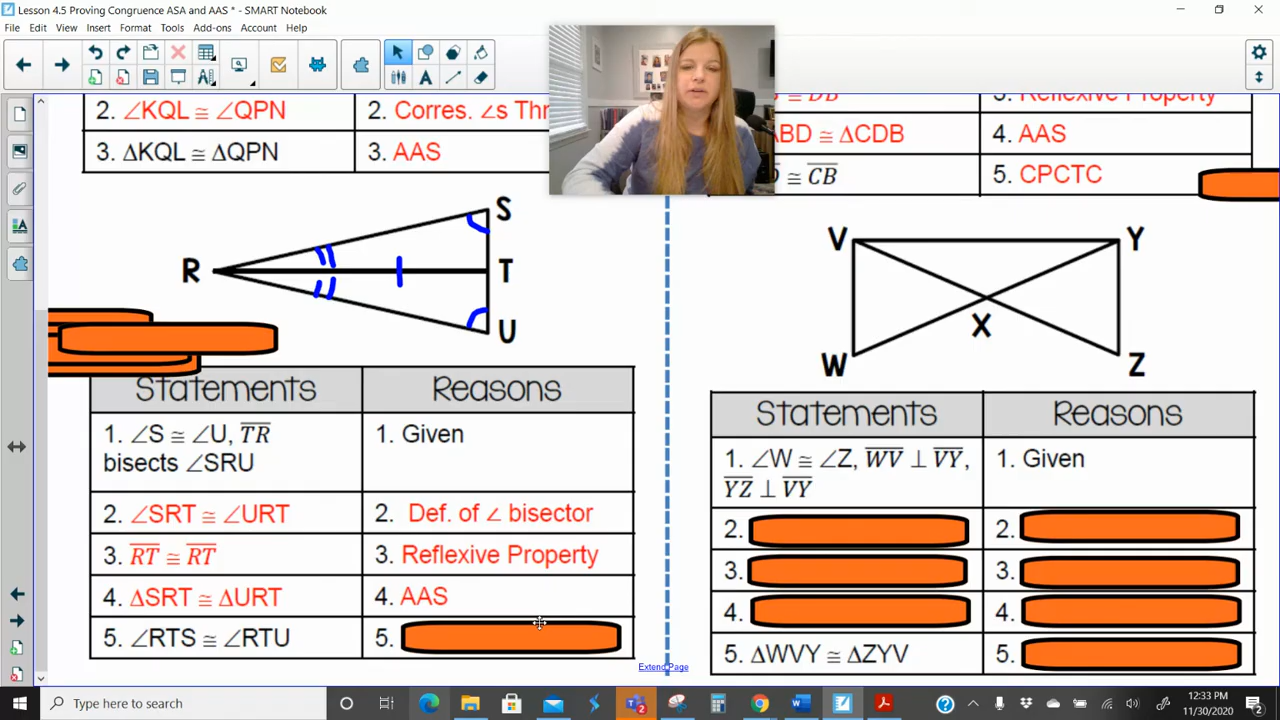 Lesson 4.5 Proving Congruence ASA and AAS * - SMART Notebook
File Edit View Insert Format Tools Add-ons Account Help
2. ∠KQL ≅ ∠QPN
2. Corres. ∠s Thr
3. ΔKQL ≅ ΔQPN
3. AAS
≅ DB
3. Reflexive Property
ABD ≅ ΔCDB
4. AAS
≅ CB
5. CPCTC
S
R
T
U
Statements
Reasons
1. ∠S ≅ ∠U, TR
bisects ∠SRU
1. Given
2. ∠SRT ≅ ∠URT
2. Def. of ∠ bisector
3. RT ≅ RT
3. Reflexive Property
4. ΔSRT ≅ ΔURT
4. AAS
5. ∠RTS ≅ ∠RTU
5.
V
Y
X
W
Z
Statements
Reasons
1. ∠W ≅ ∠Z, WV ⊥ VY,
YZ ⊥ VY
1. Given
2.
2.
3.
3.
4.
4.
5. ΔWVY ≅ ΔZYV
5.
Extend Page
Type here to search
12:33 PM
11/30/2020